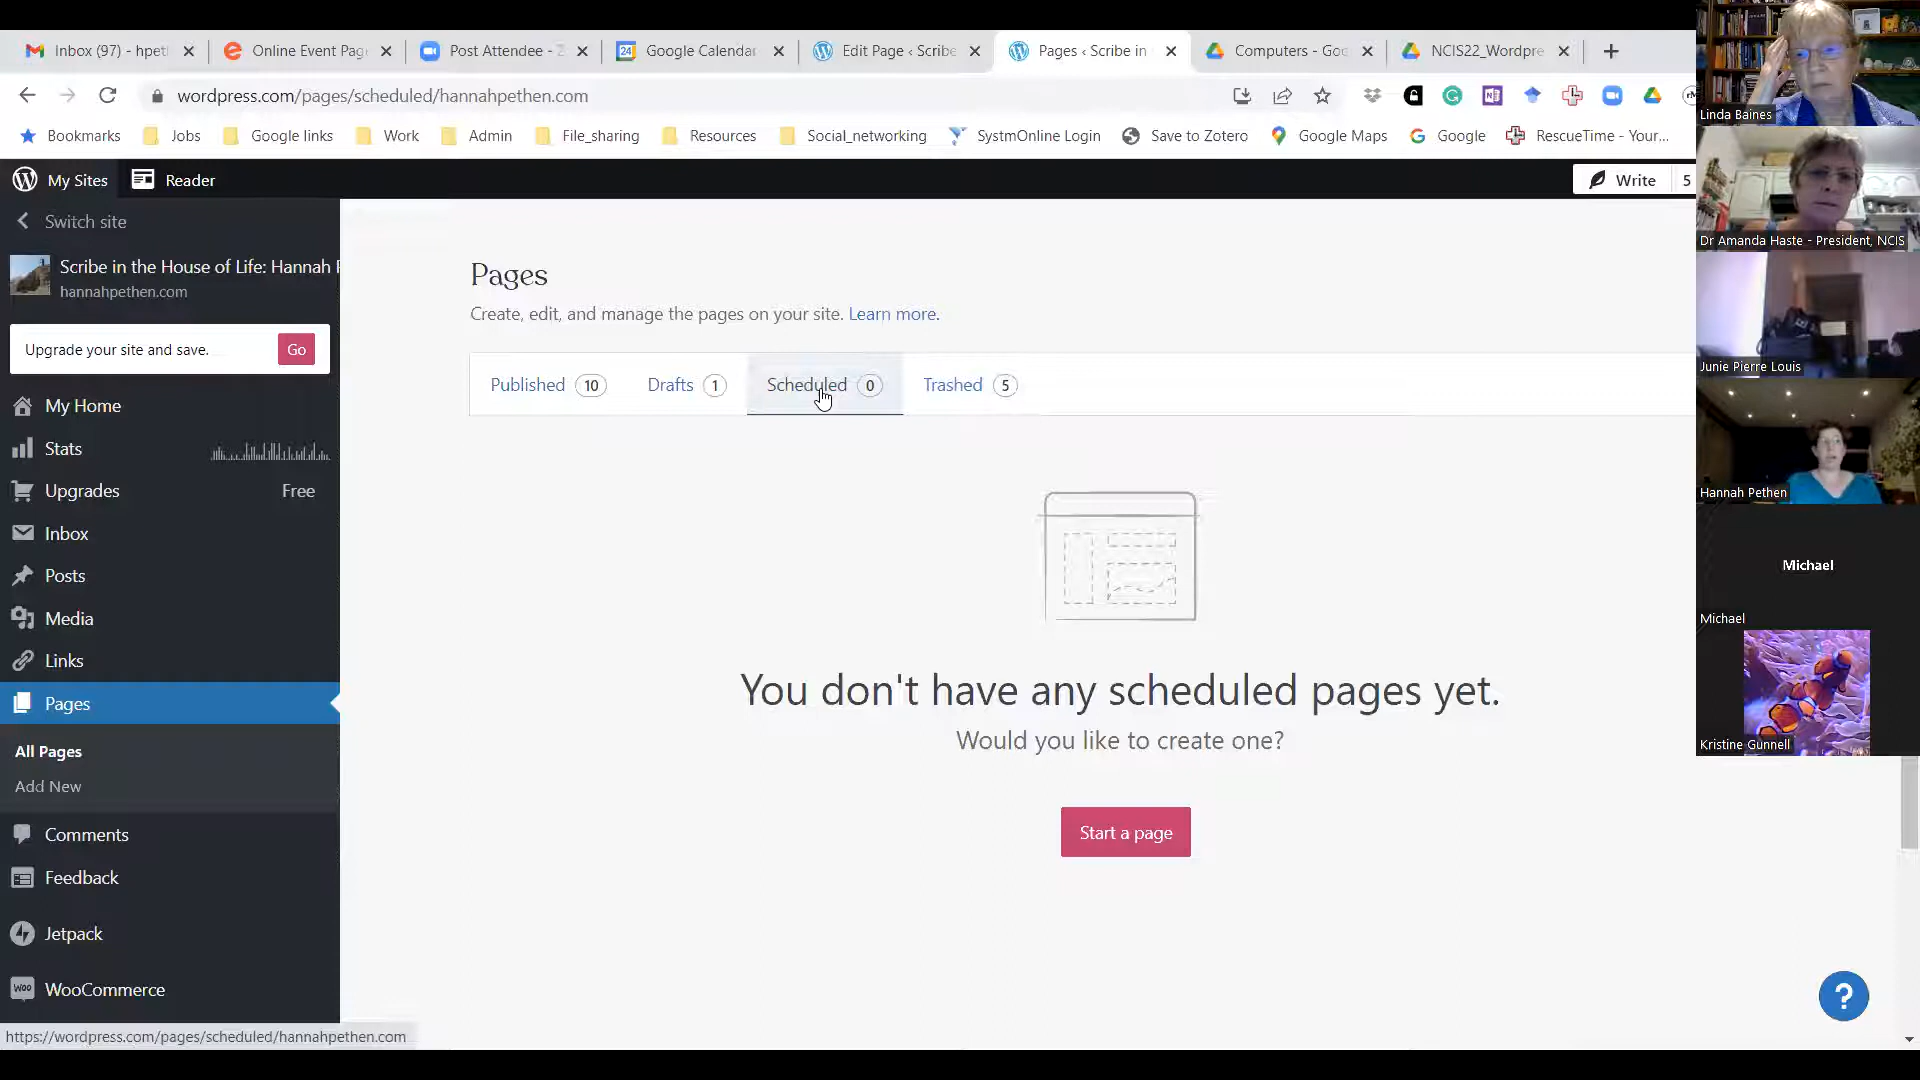 Inbox (97) - hpeth
Online Event Pag
Post Attendee - Z
Google Calendar
Edit Page ‹ Scribe
Pages ‹ Scribe in
Computers - Goo
NCIS22_Wordpre
wordpress.com/pages/scheduled/hannahpethen.com
Bookmarks
Jobs
Google links
Work
Admin
File_sharing
Resources
Social_networking
SystmOnline Login
Save to Zotero
Google Maps
Google
RescueTime - Your...
My Sites
Reader
Write
5
Switch site
Scribe in the House of Life: Hannah P
hannahpethen.com
Upgrade your site and save.
Go
My Home
Stats
Upgrades
Free
Inbox
Posts
Media
Links
Pages
All Pages
Add New
Comments
Feedback
Jetpack
WooCommerce
https://wordpress.com/pages/scheduled/hannahpethen.com
Pages
Create, edit, and manage the pages on your site. Learn more.
Published 10
Drafts 1
Scheduled 0
Trashed 5
You don't have any scheduled pages yet.
Would you like to create one?
Start a page
?
Linda Baines
Dr Amanda Haste - President, NCIS
Junie Pierre Louis
Hannah Pethen
Michael
Michael
Kristine Gunnell